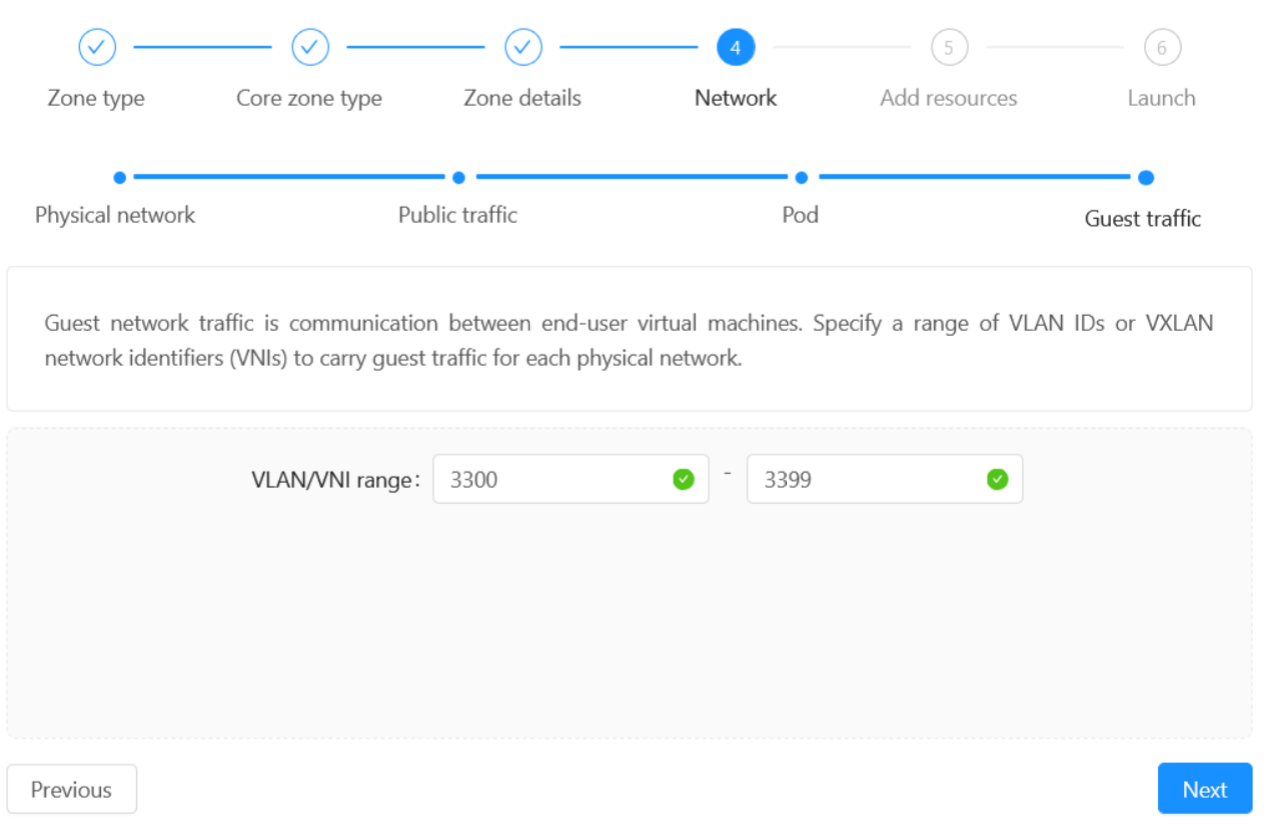 4 5 6
Zone type Core zone type Zone details Network Add resources Launch
Physical network Public traffic Pod Guest traffic
Guest network traffic is communication between end-user virtual machines. Specify a range of VLAN IDs or VXLAN
network identifiers (VNIs) to carry guest traffic for each physical network.
VLAN/VNI range: 3300 - 3399
Previous Next